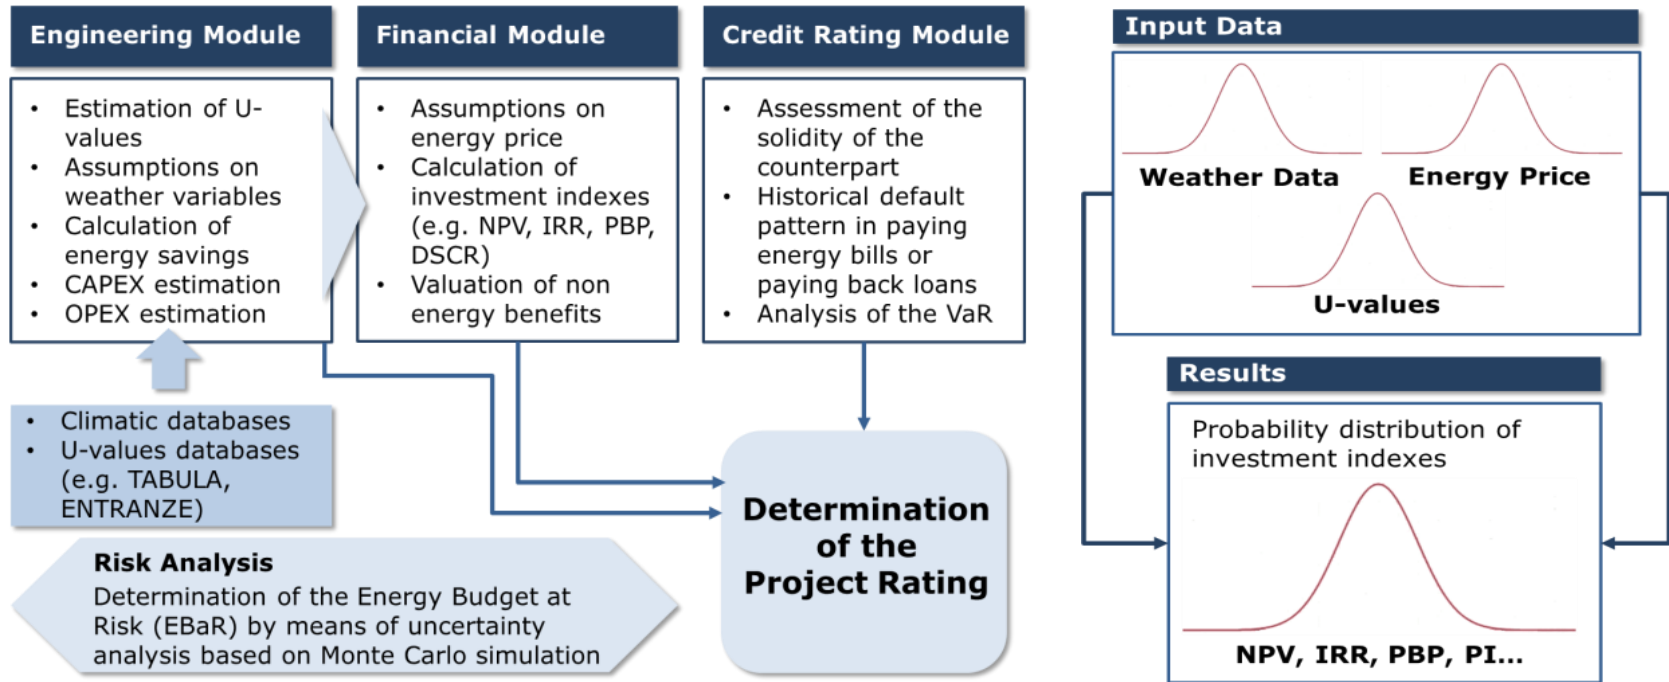 Engineering Module
• Estimation of U-
values
• Assumptions on
weather variables
• Calculation of
energy savings
• CAPEX estimation
• OPEX estimation
• Climatic databases
• U-values databases
(e.g. TABULA,
ENTRANZE)
Financial Module
• Assumptions on
energy price
• Calculation of
investment indexes
(e.g. NPV, IRR, PBP,
DSCR)
• Valuation of non
energy benefits
Credit Rating Module
• Assessment of the
solidity of the
counterpart
• Historical default
pattern in paying
energy bills or
paying back loans
• Analysis of the VaR
Risk Analysis
Determination of the Energy Budget at
Risk (EBaR) by means of uncertainty
analysis based on Monte Carlo simulation
Determination
of the
Project Rating
Input Data
Weather Data
Energy Price
U-values
Results
Probability distribution of
investment indexes
NPV, IRR, PBP, PI...